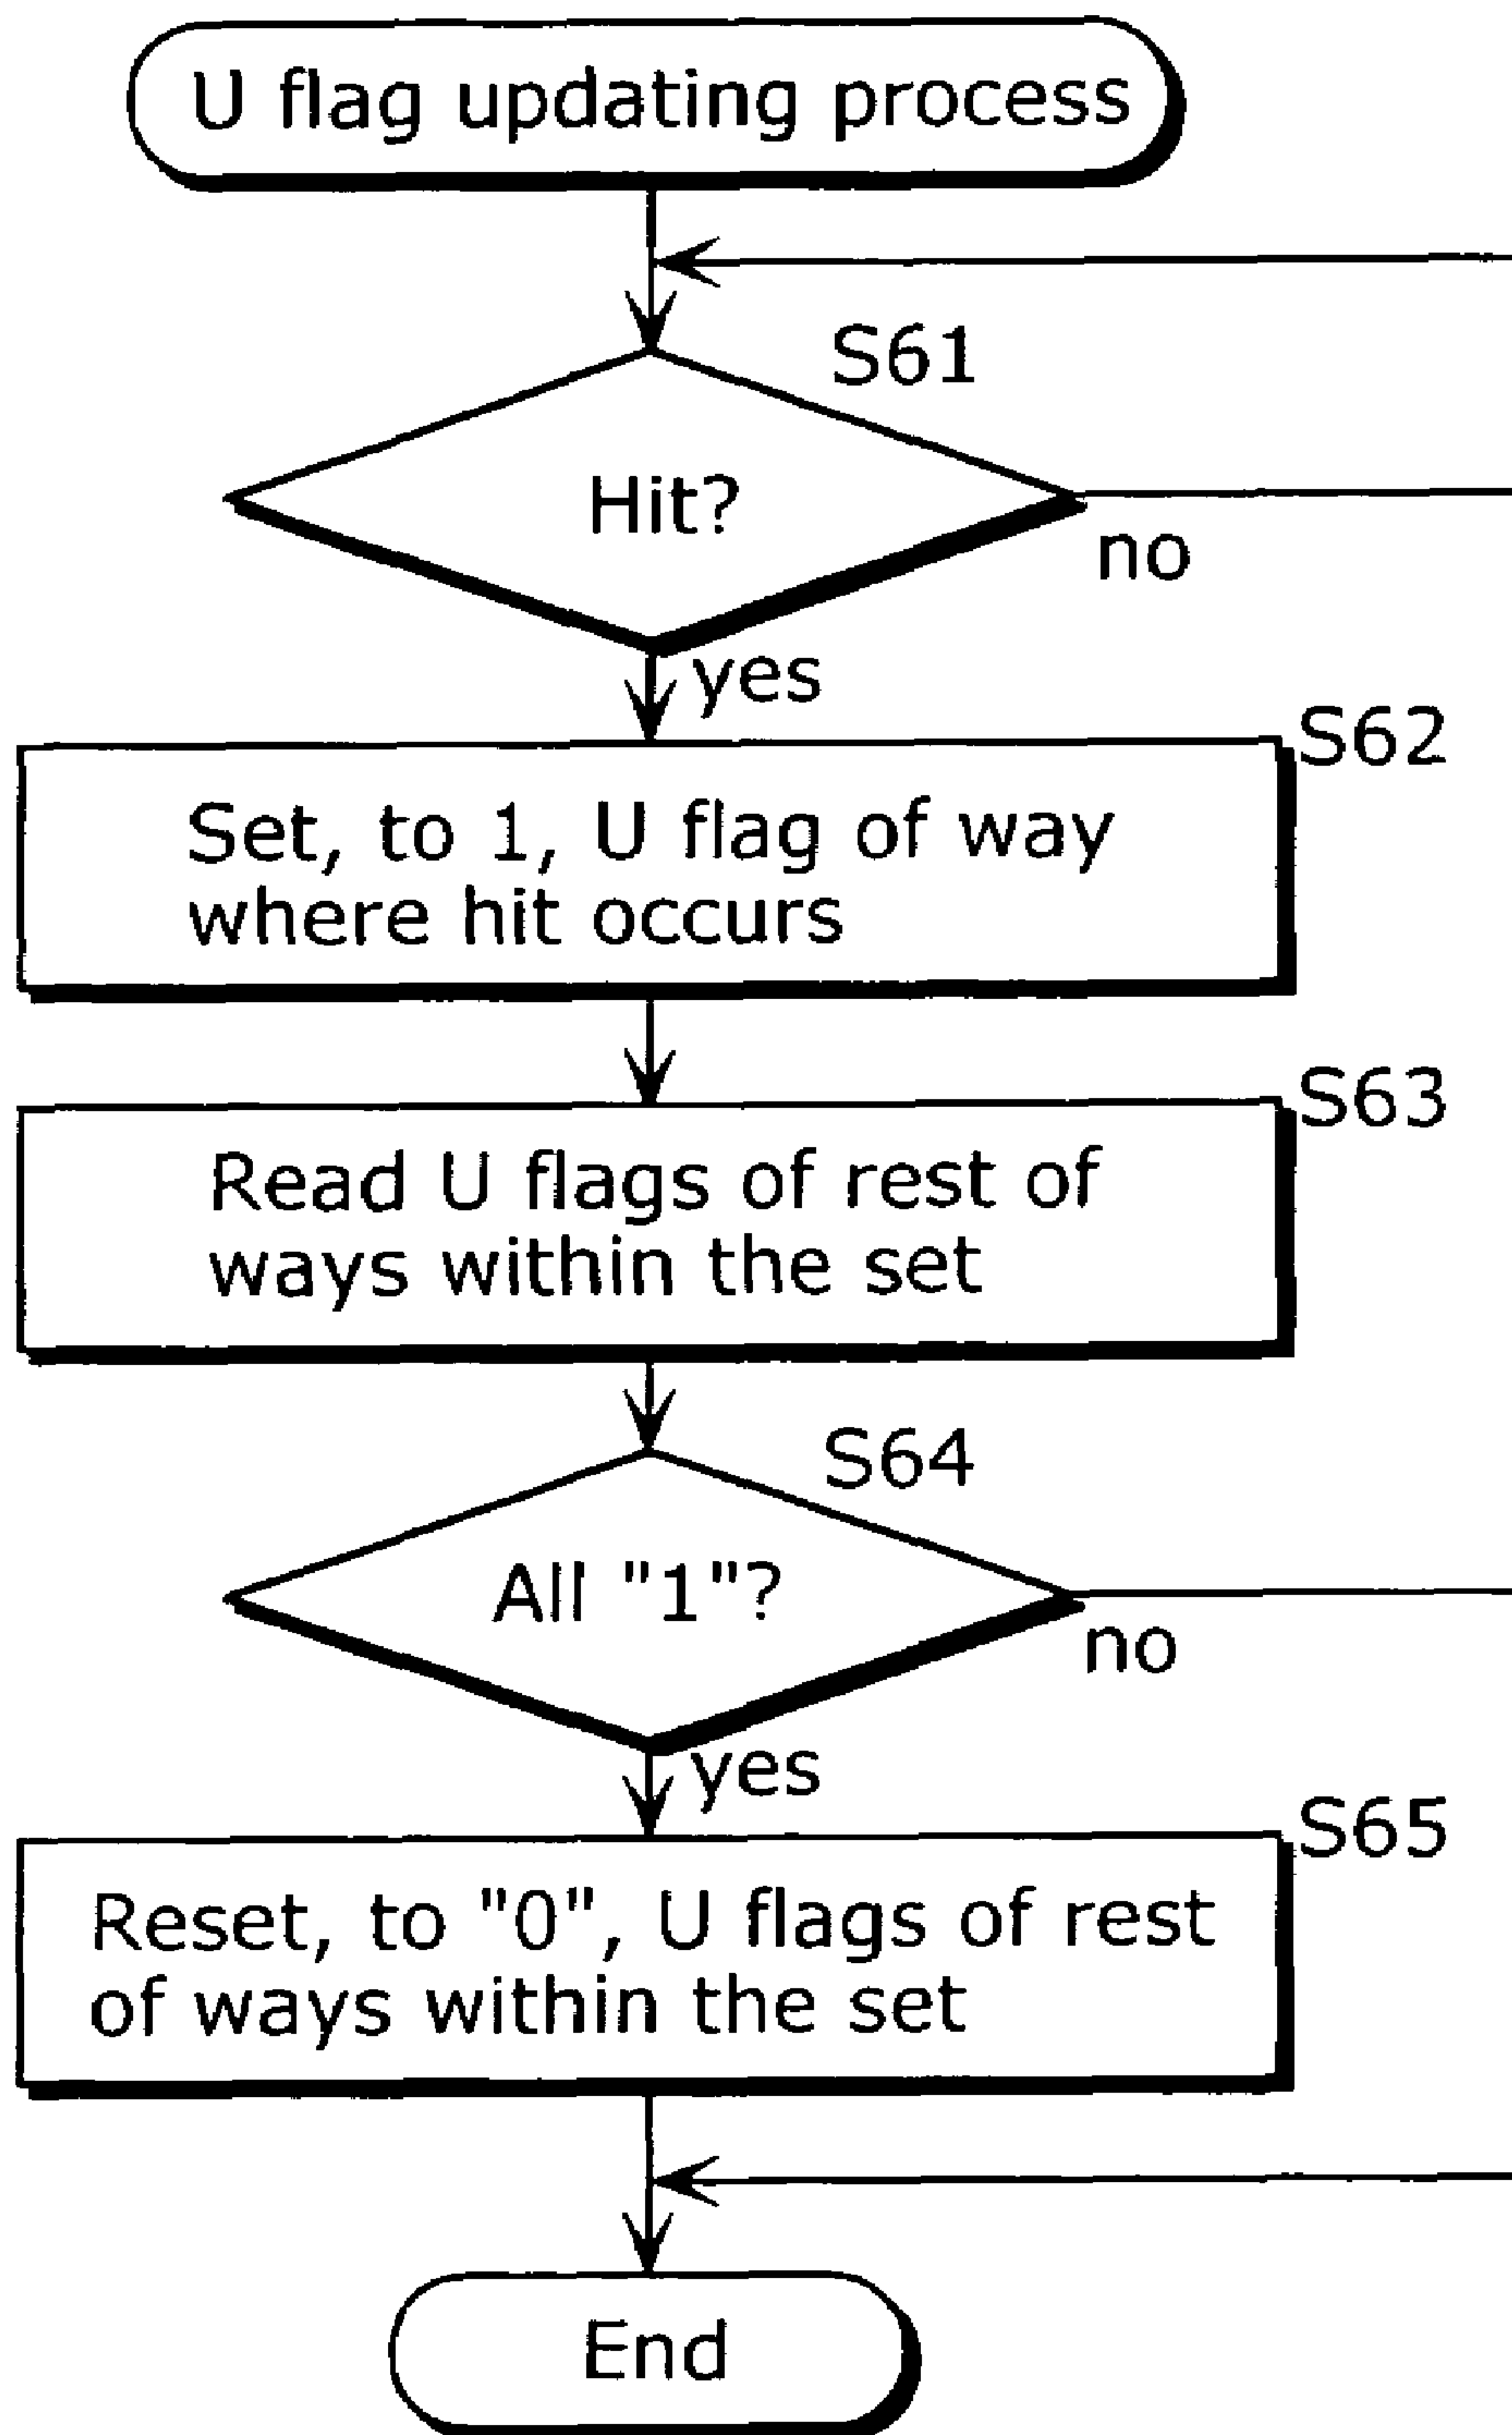 U flag updating process
S61
Hit?
no
yes
S62
Set, to 1, U flag of way
where hit occurs
S63
Read U flags of rest of
ways within the set
S64
All "1"?
no
yes
S65
Reset, to "0", U flags of rest
of ways within the set
End